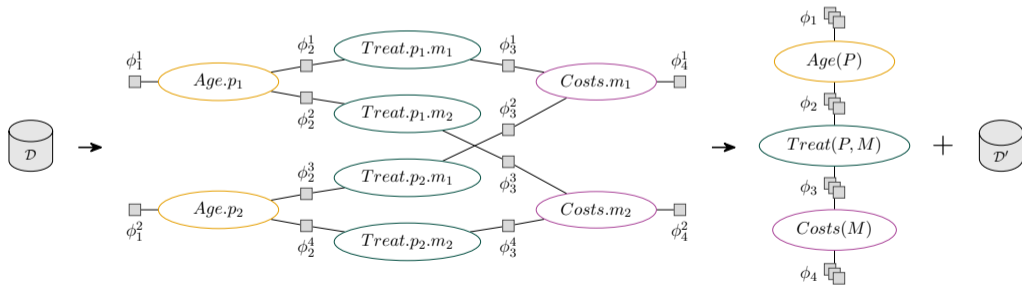 𝒟
ϕ₁¹
Age.p₁
ϕ₂¹
Treat.p₁.m₁
ϕ₃¹
Costs.m₁
ϕ₄¹
ϕ₂²
Treat.p₁.m₂
ϕ₃²
ϕ₂³
Treat.p₂.m₁
ϕ₃³
ϕ₁²
Age.p₂
ϕ₂⁴
Treat.p₂.m₂
ϕ₃⁴
Costs.m₂
ϕ₄²
ϕ₁
Age(P)
ϕ₂
Treat(P, M)
ϕ₃
Costs(M)
ϕ₄
+
𝒟′